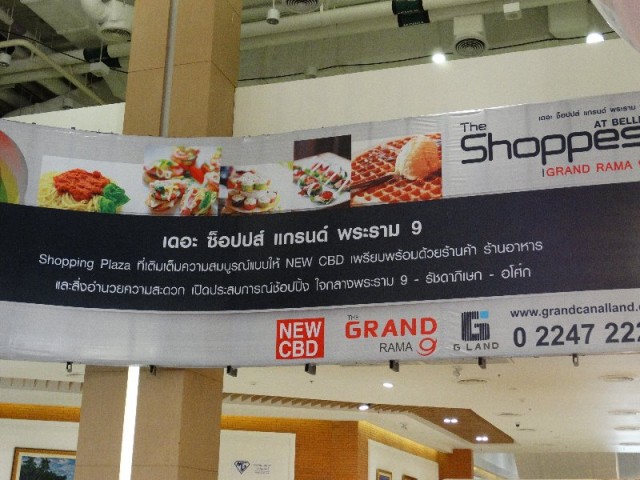 เดอะ ช็อปปส์ แกรนด์ พระราม
The
AT BELL
Shoppes
GRAND RAMA
เดอะ ช็อปปส์ แกรนด์ พระราม 9
Shopping Plaza ที่เติมเต็มความสมบูรณ์แบบให้ NEW CBD เพรียบพร้อมด้วยร้านค้า ร้านอาหาร
และสิ่งอำนวยความสะดวก เปิดประสบการณ์ช้อปปิ้ง ใจกลางพระราม 9 - รัชดาภิเษก - อโศก
NEW
CBD
THE
GRAND
RAMA 9
G LAND
www.grandcanalland.
0 2247 222